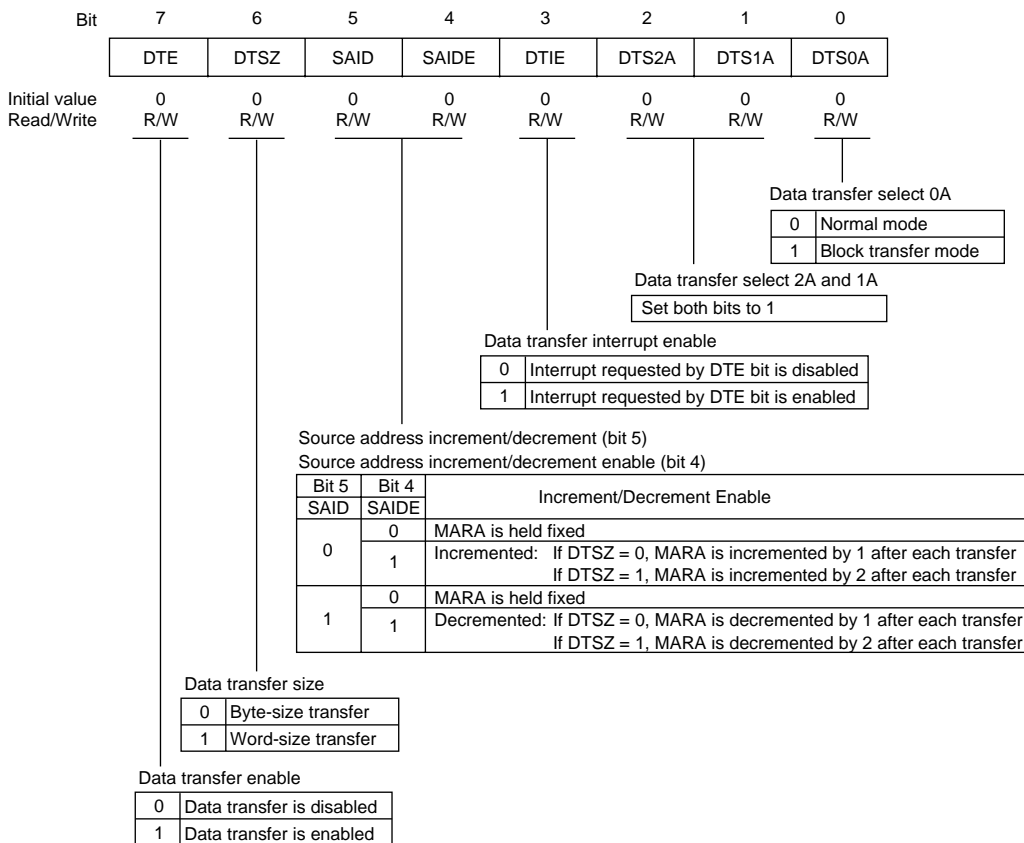 Bit 7 6 5 4 3 2 1 0
DTE DTSZ SAID SAIDE DTIE DTS2A DTS1A DTS0A
Initial value 0 0 0 0 0 0 0 0
Read/Write R/W R/W R/W R/W R/W R/W R/W R/W
Data transfer select 0A
0 Normal mode
1 Block transfer mode
Data transfer select 2A and 1A
Set both bits to 1
Data transfer interrupt enable
0 Interrupt requested by DTE bit is disabled
1 Interrupt requested by DTE bit is enabled
Source address increment/decrement (bit 5)
Source address increment/decrement enable (bit 4)
Bit 5 Bit 4 Increment/Decrement Enable
SAID SAIDE
0 0 MARA is held fixed
1 Incremented: If DTSZ = 0, MARA is incremented by 1 after each transfer
If DTSZ = 1, MARA is incremented by 2 after each transfer
1 0 MARA is held fixed
1 Decremented: If DTSZ = 0, MARA is decremented by 1 after each transfer
If DTSZ = 1, MARA is decremented by 2 after each transfer
Data transfer size
0 Byte-size transfer
1 Word-size transfer
Data transfer enable
0 Data transfer is disabled
1 Data transfer is enabled